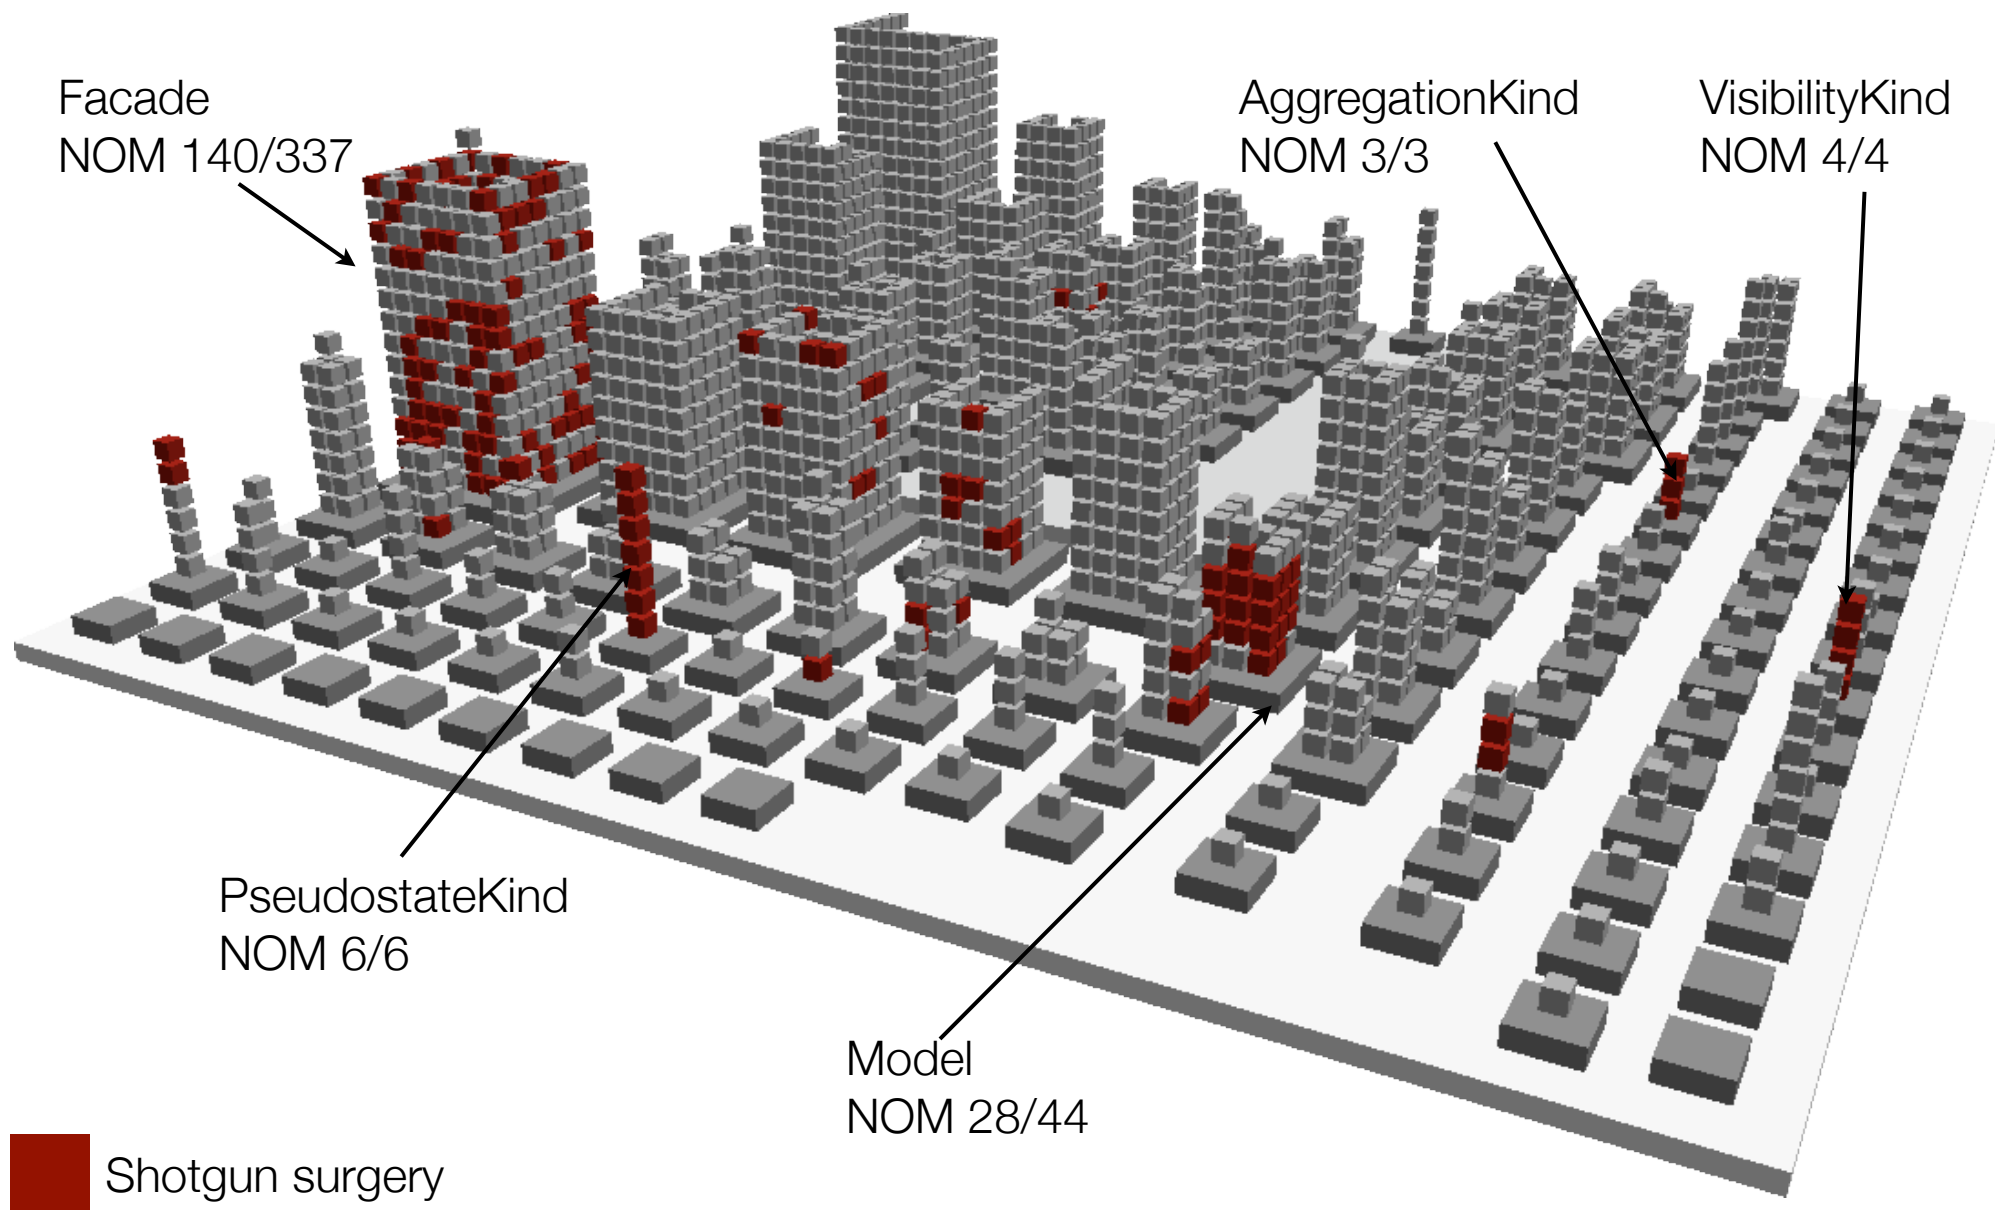 Facade
NOM 140/337
AggregationKind
NOM 3/3
VisibilityKind
NOM 4/4
PseudostateKind
NOM 6/6
Model
NOM 28/44
Shotgun surgery